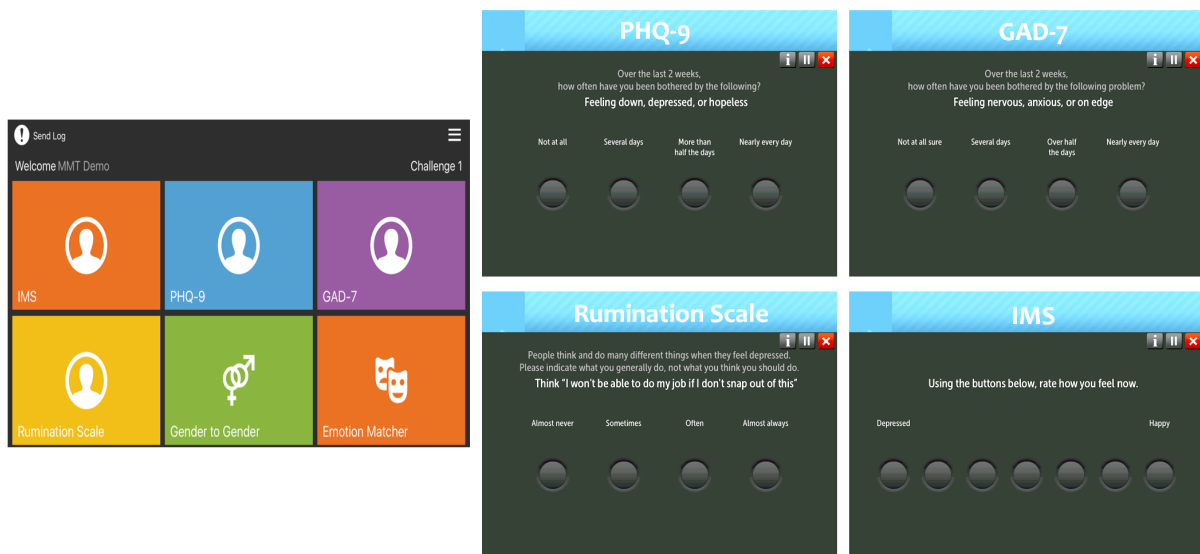 Send Log
Welcome MMT Demo
Challenge 1
IMS
PHQ-9
GAD-7
Rumination Scale
Gender to Gender
Emotion Matcher
PHQ-9
Over the last 2 weeks,
how often have you been bothered by the following?
Feeling down, depressed, or hopeless
Not at all
Several days
More than
half the days
Nearly every day
GAD-7
Over the last 2 weeks,
how often have you been bothered by the following problem?
Feeling nervous, anxious, or on edge
Not at all sure
Several days
Over half
the days
Nearly every day
Rumination Scale
People think and do many different things when they feel depressed.
Please indicate what you generally do, not what you think you should do.
Think "I won't be able to do my job if I don't snap out of this"
Almost never
Sometimes
Often
Almost always
IMS
Using the buttons below, rate how you feel now.
Depressed
Happy